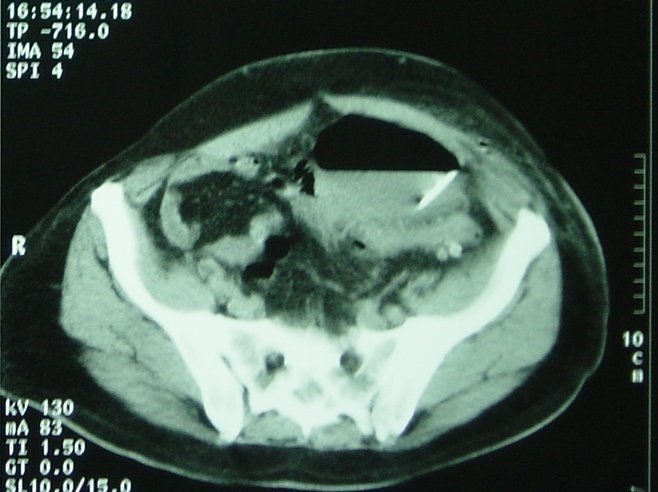 16:54:14.18
TP -716.0
IMA 54
SPI 4
R
10
C
m
kV 130
mA 83
TI 1.50
GT 0.0
SL10.0/15.0